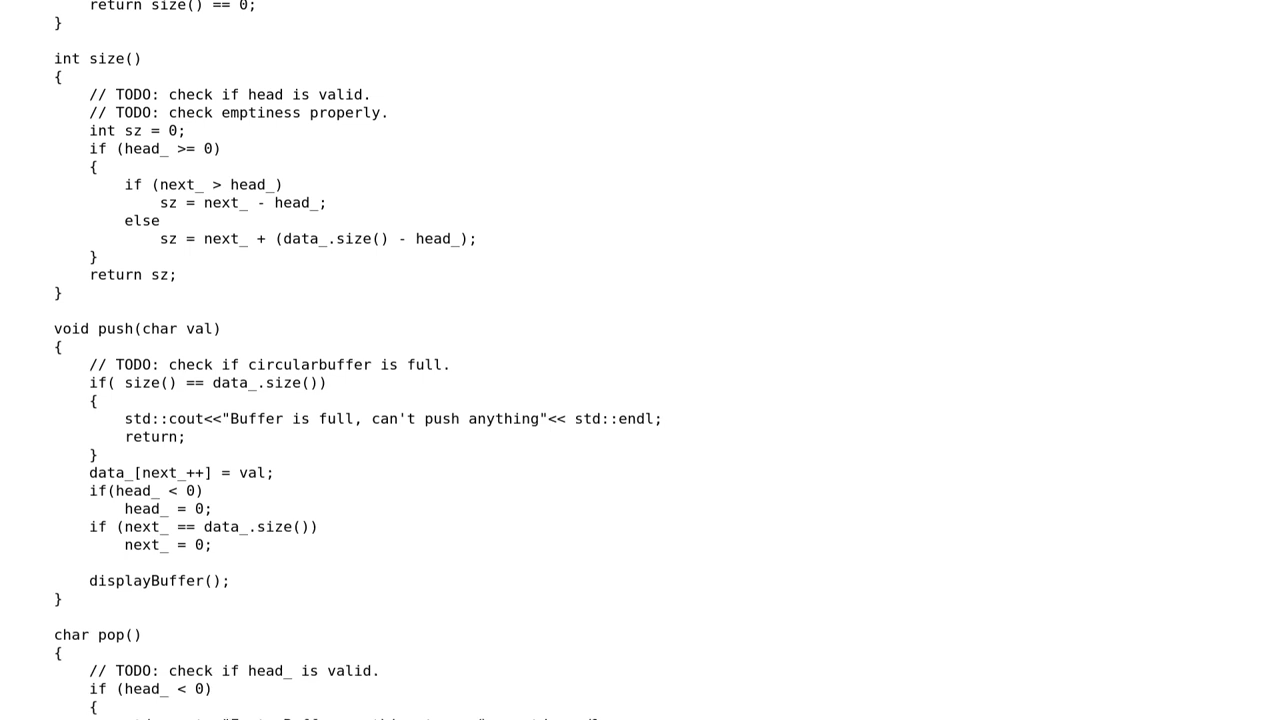 return size() == 0;
}
int size()
{
// TODO: check if head is valid.
// TODO: check emptiness properly.
int sz = 0;
if (head_ >= 0)
{
if (next_ > head_)
sz = next_ - head_;
else
sz = next_ + (data_.size() - head_);
}
return sz;
}
void push(char val)
{
// TODO: check if circularbuffer is full.
if( size() == data_.size())
{
std::cout<<"Buffer is full, can't push anything"<< std::endl;
return;
}
data_[next_++] = val;
if(head_ < 0)
head_ = 0;
if (next_ == data_.size())
next_ = 0;
displayBuffer();
}
char pop()
{
// TODO: check if head_ is valid.
if (head_ < 0)
{